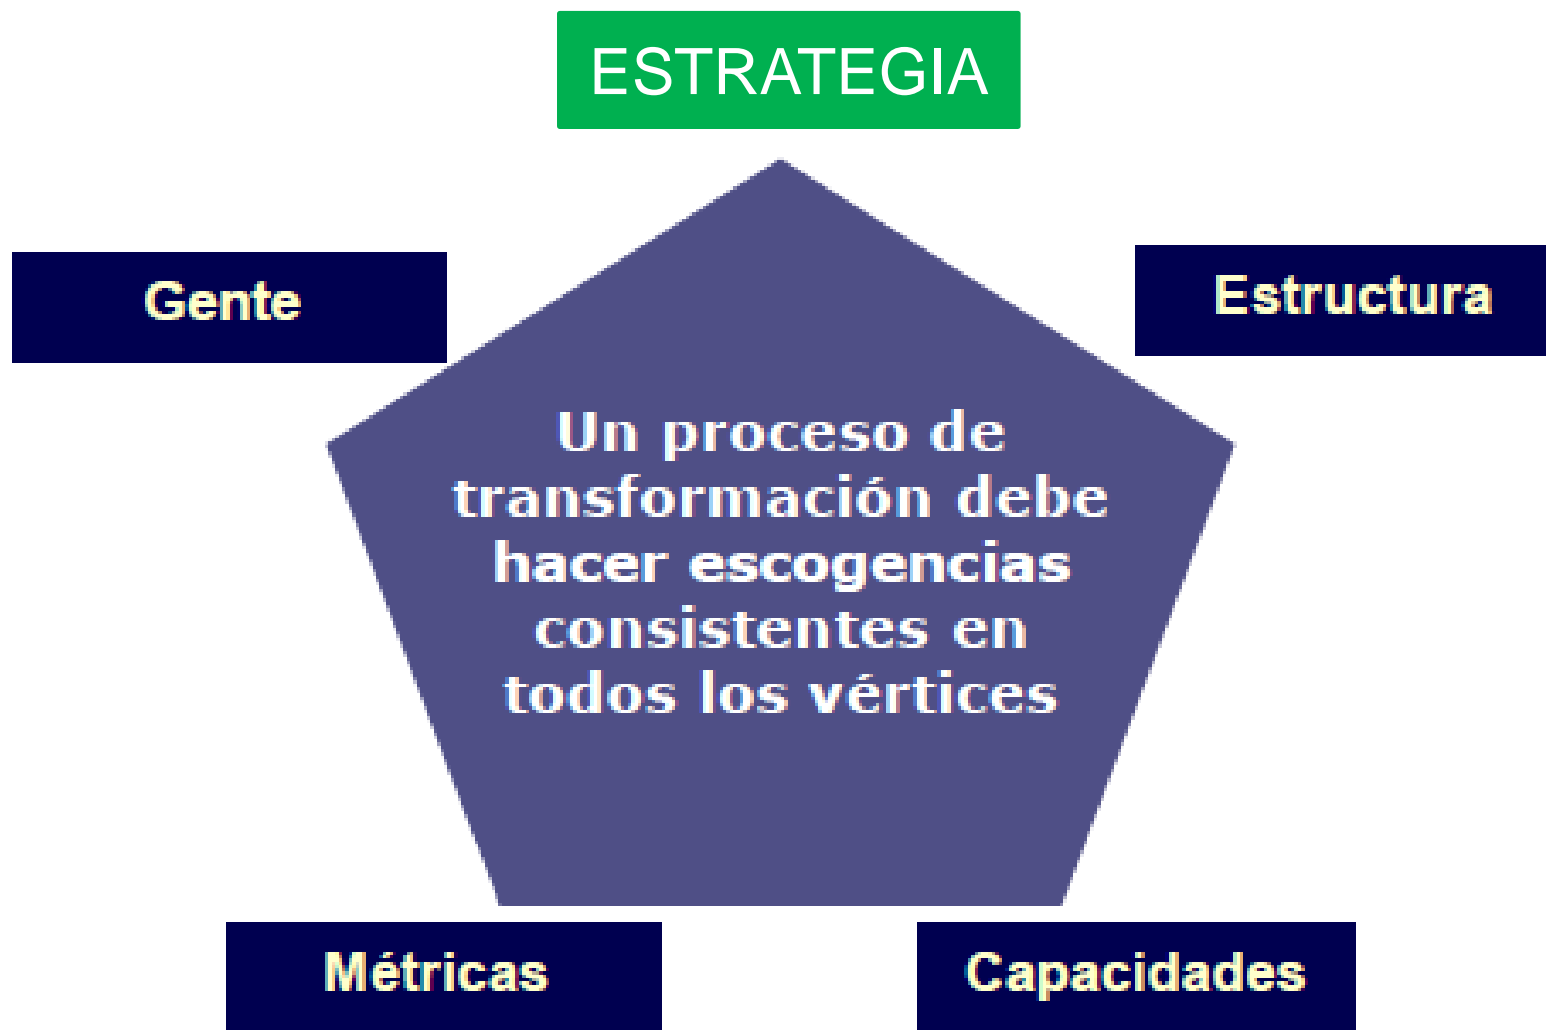 ESTRATEGIA
Gente
Estructura
Un proceso de
transformación debe
hacer escogencias
consistentes en
todos los vértices
Métricas
Capacidades